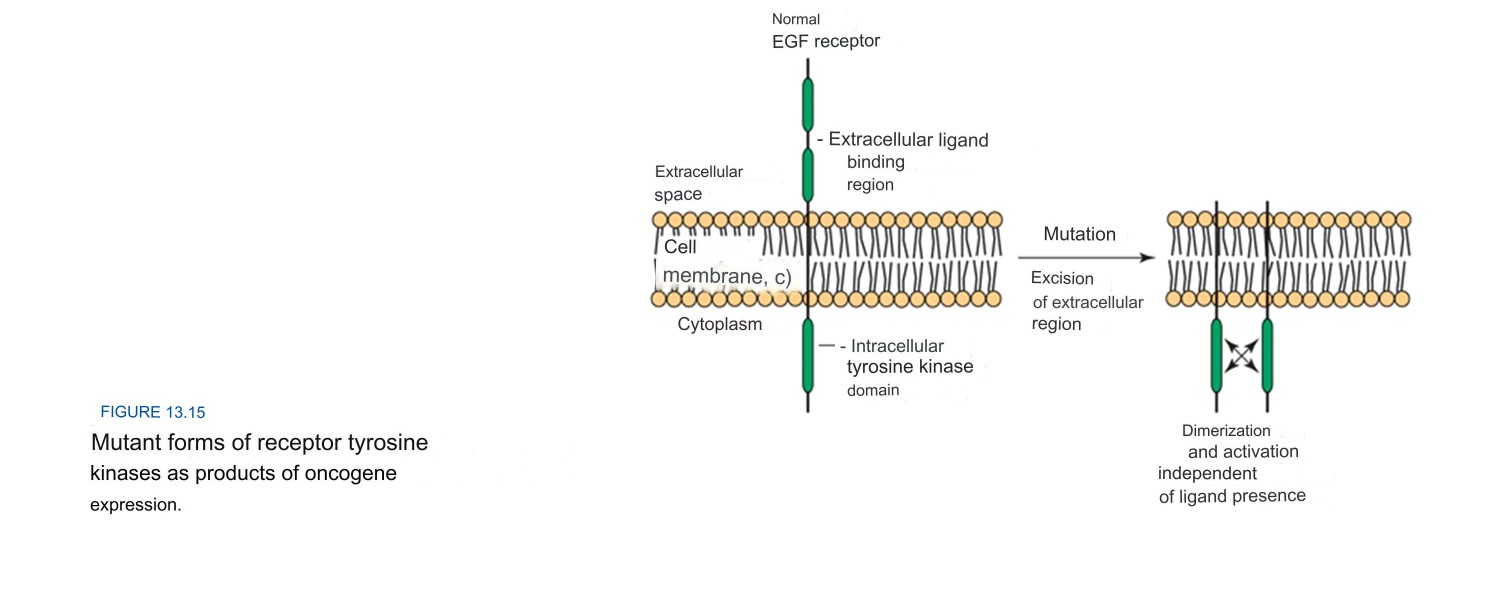 Normal
EGF receptor
- Extracellular ligand
binding
region
Extracellular
space
Cell
membrane, c)
Cytoplasm
— - Intracellular
tyrosine kinase
domain
Mutation
Excision
of extracellular
region
Dimerization
and activation
independent
of ligand presence
FIGURE 13.15
Mutant forms of receptor tyrosine
kinases as products of oncogene
expression.